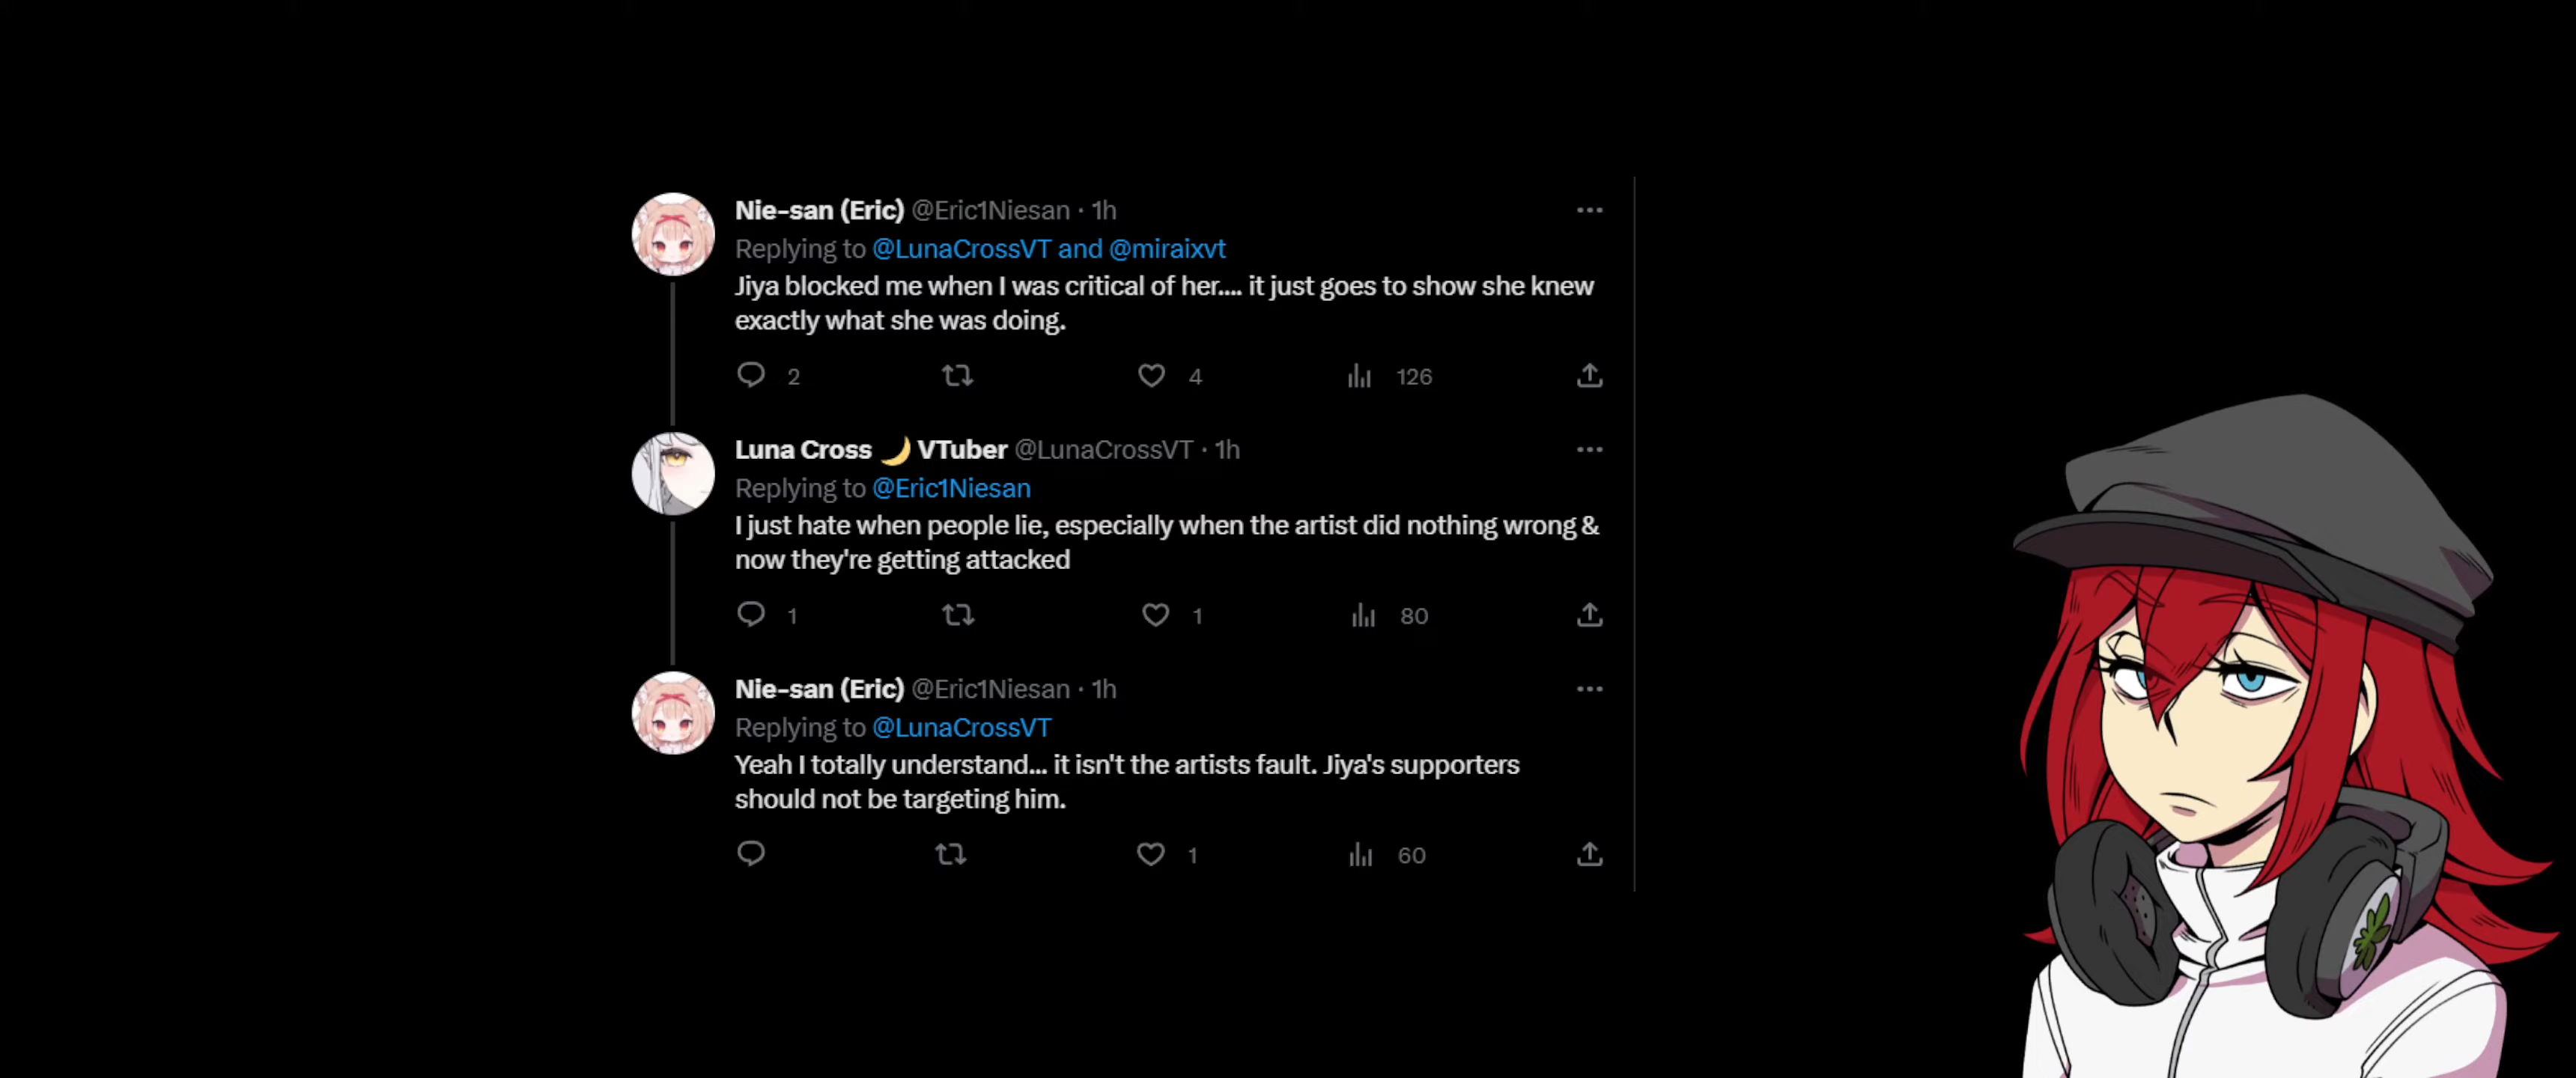 Nie-san (Eric) @Eric1Niesan · 1h
Replying to @LunaCrossVT and @miraixvt
Jiya blocked me when I was critical of her.... it just goes to show she knew
exactly what she was doing.
2 4 126
Luna Cross 🌙 VTuber @LunaCrossVT · 1h
Replying to @Eric1Niesan
I just hate when people lie, especially when the artist did nothing wrong &
now they're getting attacked
1 1 80
Nie-san (Eric) @Eric1Niesan · 1h
Replying to @LunaCrossVT
Yeah I totally understand... it isn't the artists fault. Jiya's supporters
should not be targeting him.
1 60